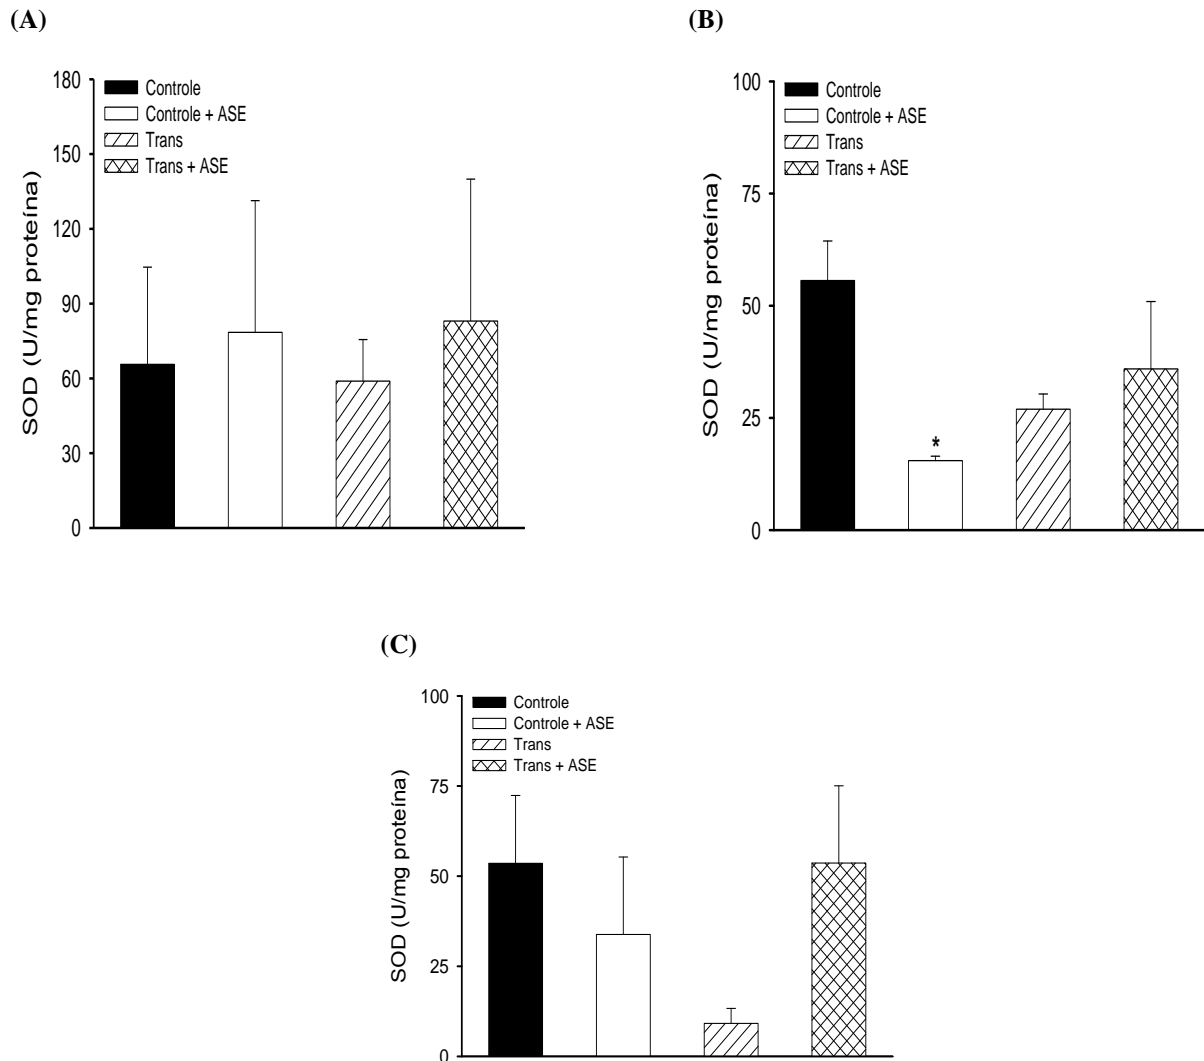 (A)
SOD (U/mg proteína)
180
150
120
90
60
30
0
Controle
Controle + ASE
Trans
Trans + ASE
(B)
SOD (U/mg proteína)
100
75
50
25
0
Controle
Controle + ASE
Trans
Trans + ASE
*
(C)
SOD (U/mg proteína)
100
75
50
25
0
Controle
Controle + ASE
Trans
Trans + ASE